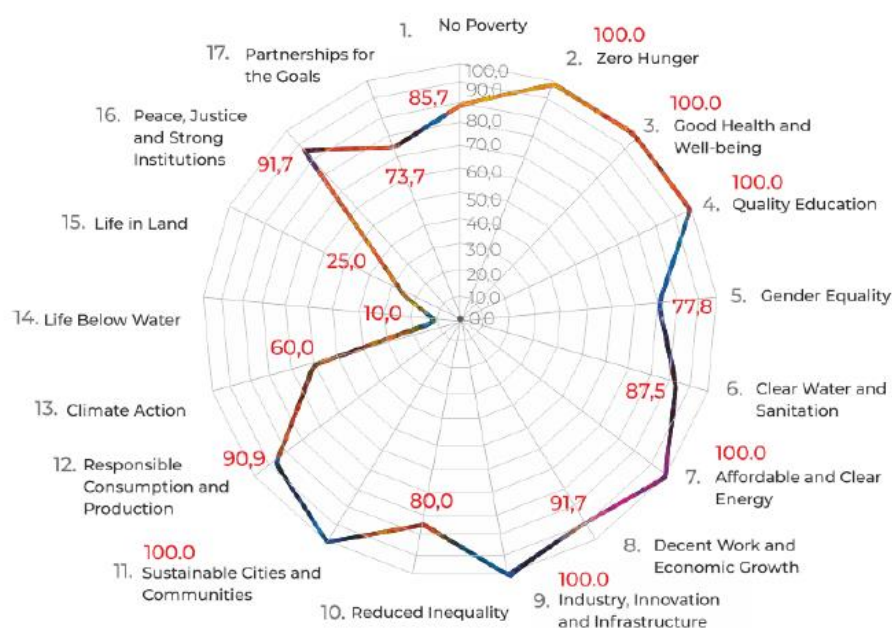 1. No Poverty
85,7
100.0
2. Zero Hunger
100.0
3. Good Health and
Well-being
100.0
4. Quality Education
5. Gender Equality
77,8
6. Clear Water and
Sanitation
87,5
100.0
7. Affordable and Clear
Energy
8. Decent Work and
Economic Growth
91,7
100.0
9. Industry, Innovation
and Infrastructure
10. Reduced Inequality
80,0
100.0
11. Sustainable Cities and
Communities
12. Responsible
Consumption and
Production
90,9
13. Climate Action
60,0
14. Life Below Water
10,0
15. Life in Land
25,0
16. Peace, Justice
and Strong
Institutions
91,7
17. Partnerships for
the Goals
73,7
100,0
90,0
80,0
70,0
60,0
50,0
40,0
30,0
20,0
10,0
0,0